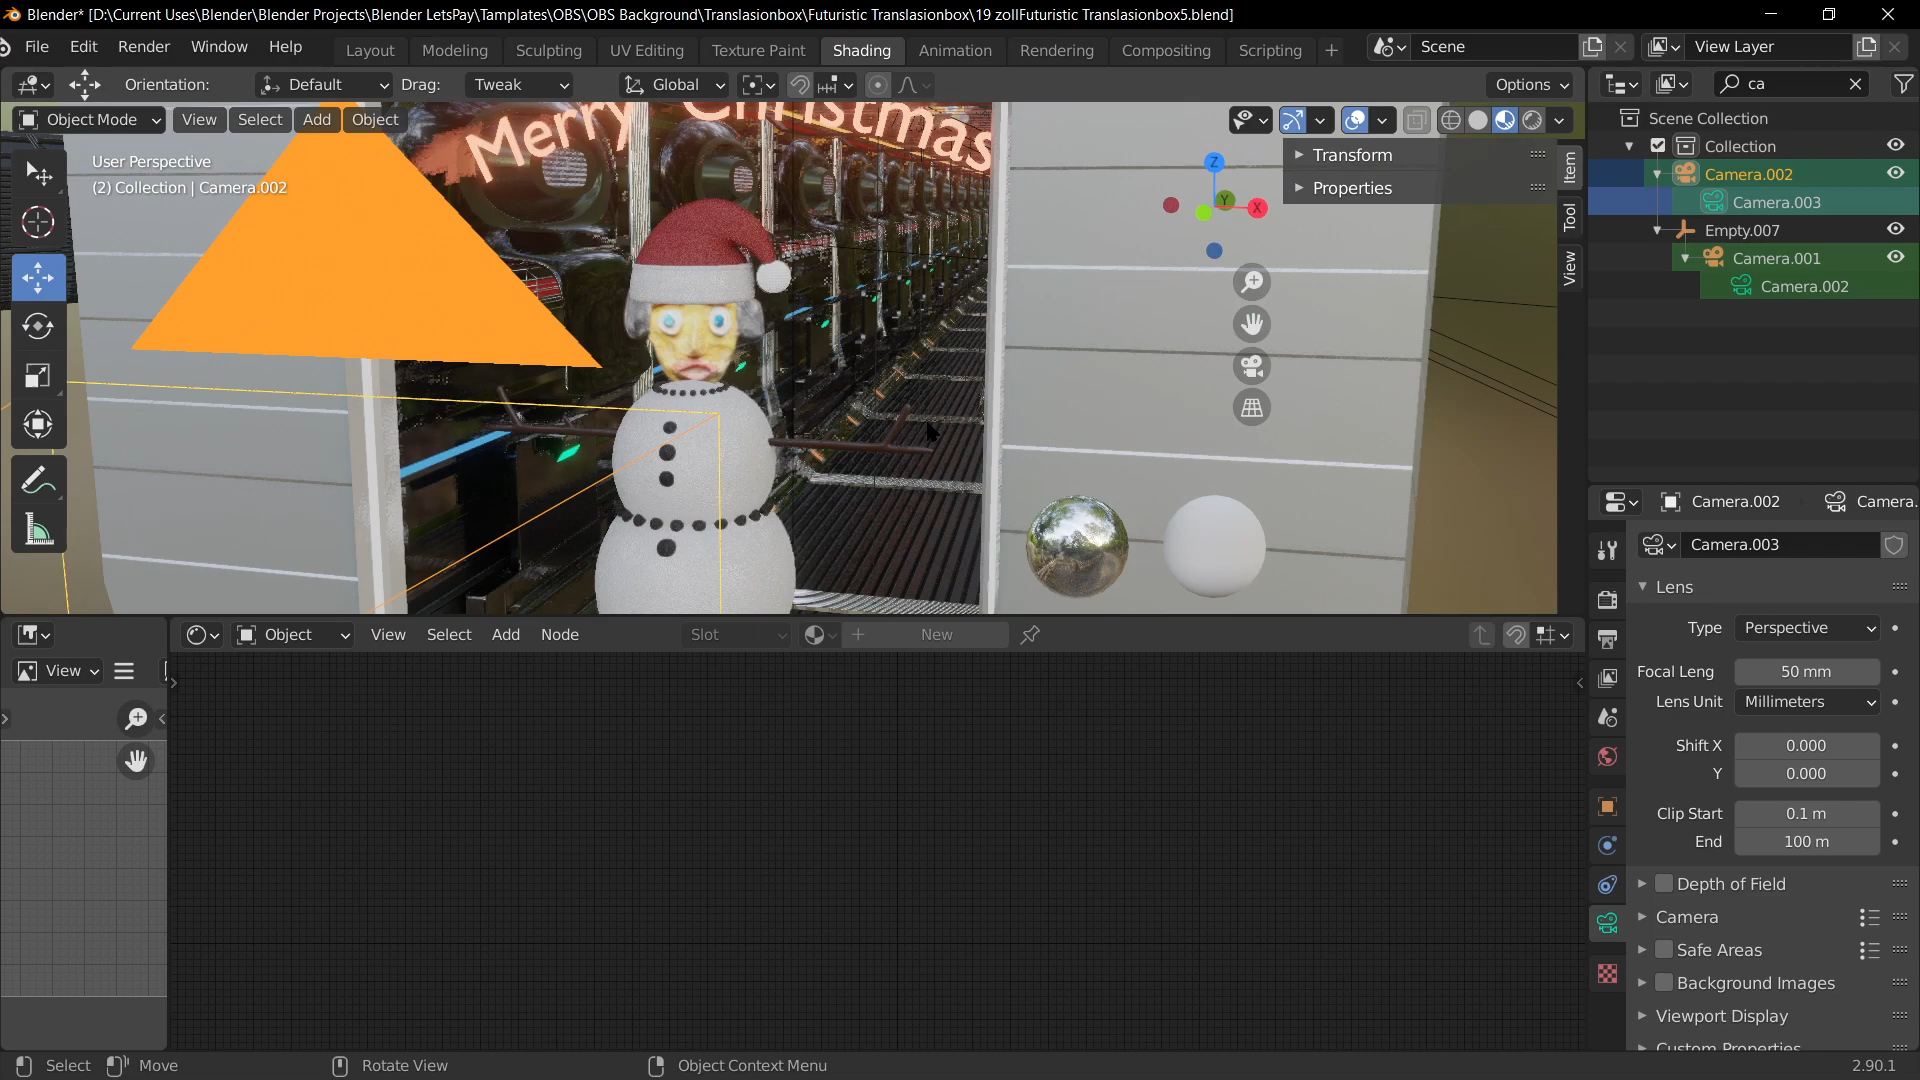 Blender* [D:\Current Uses\Blender\Blender Projects\Blender LetsPay\Tamplates\OBS\OBS Background\Translasionbox\Futuristic Translasionbox\19 zollFuturistic Translasionbox5.blend]
File Edit Render Window Help Layout Modeling Sculpting UV Editing Texture Paint Shading Animation Rendering Compositing Scripting + Scene View Layer
Orientation: Default Drag: Tweak Global Options ca
Object Mode View Select Add Object
Merry Christmas
User Perspective
(2) Collection | Camera.002
Z
Y
X
Transform
Properties
Item
Tool
View
Scene Collection
Collection
Camera.002
Camera.003
Empty.007
Camera.001
Camera.002
Camera.002 Camera.
Camera.003
Lens
Type Perspective
Focal Leng 50 mm
Lens Unit Millimeters
Shift X 0.000
Y 0.000
Clip Start 0.1 m
End 100 m
Depth of Field
Camera
Safe Areas
Background Images
Viewport Display
Custom Properties
View
Object View Select Add Node Slot New
Select Move Rotate View Object Context Menu 2.90.1